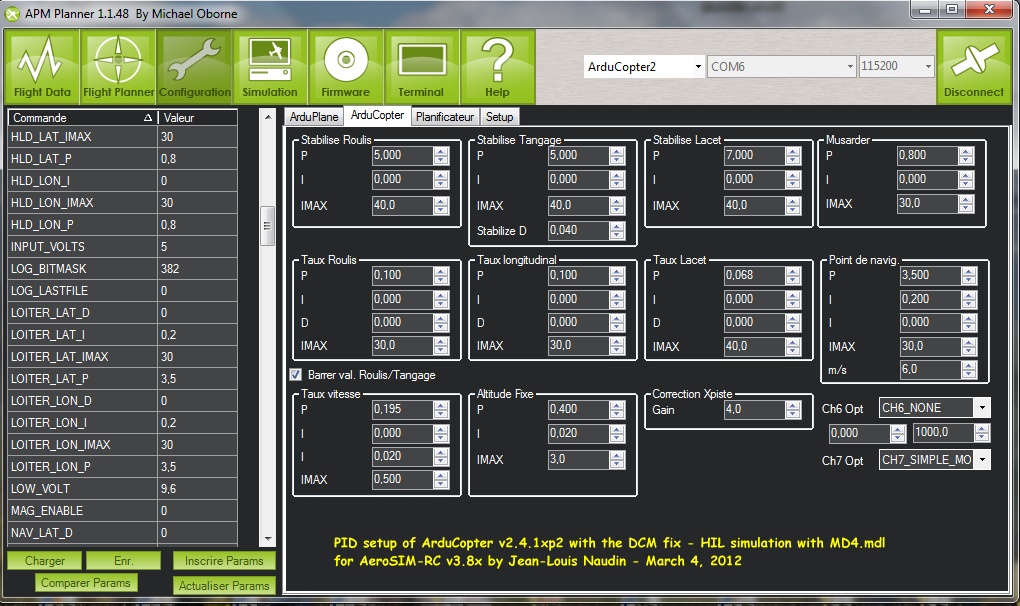 APM Planner 1.1.48 By Michael Oborne
Flight Data
Flight Planner
Configuration
Simulation
Firmware
Terminal
Help
ArduCopter2
COM6
115200
Disconnect
Commande Valeur
HLD_LAT_IMAX 30
HLD_LAT_P 0,8
HLD_LON_I 0
HLD_LON_IMAX 30
HLD_LON_P 0,8
INPUT_VOLTS 5
LOG_BITMASK 382
LOG_LASTFILE 0
LOITER_LAT_D 0
LOITER_LAT_I 0,2
LOITER_LAT_IMAX 30
LOITER_LAT_P 3,5
LOITER_LON_D 0
LOITER_LON_I 0,2
LOITER_LON_IMAX 30
LOITER_LON_P 3,5
LOW_VOLT 9,6
MAG_ENABLE 0
NAV_LAT_D 0
Charger
Enr.
Inscrire Params
Comparer Params
Actualiser Params
ArduPlane
ArduCopter
Planificateur
Setup
Stabilise Roulis
P 5,000
I 0,000
IMAX 40,0
Stabilise Tangage
P 5,000
I 0,000
IMAX 40,0
Stabilize D 0,040
Stabilise Lacet
P 7,000
I 0,000
IMAX 40,0
Musarder
P 0,800
I 0,000
IMAX 30,0
Taux Roulis
P 0,100
I 0,000
D 0,000
IMAX 30,0
Taux longitudinal
P 0,100
I 0,000
D 0,000
IMAX 30,0
Taux Lacet
P 0,068
I 0,000
D 0,000
IMAX 40,0
Point de navig.
P 3,500
I 0,200
I 0,000
IMAX 30,0
m/s 6,0
Barrer val. Roulis/Tangage
Taux vitesse
P 0,195
I 0,000
I 0,020
IMAX 0,500
Altitude Fixe
P 0,400
I 0,020
IMAX 3,0
Correction Xpiste
Gain 4,0
Ch6 Opt CH6_NONE
0,000 1000,0
Ch7 Opt CH7_SIMPLE_MO
PID setup of ArduCopter v2.4.1xp2 with the DCM fix - HIL simulation with MD4.mdl
for AeroSIM-RC v3.8x by Jean-Louis Naudin - March 4, 2012